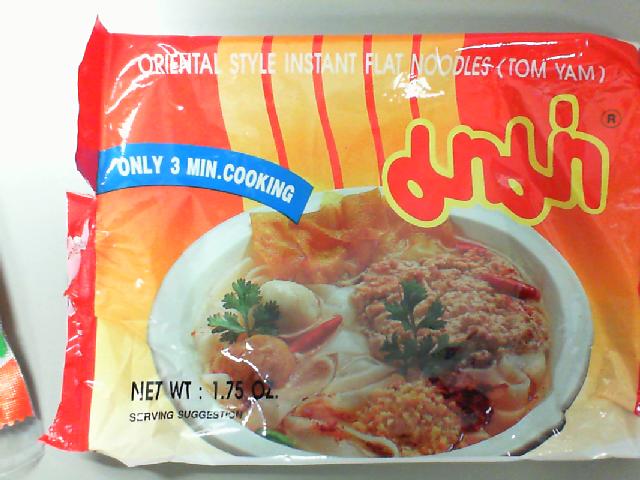 ORIENTAL STYLE INSTANT FLAT NOODLES (TOM YAM)
มาม่า ®
ONLY 3 MIN.COOKING
NET WT : 1.75 OZ.
SERVING SUGGESTION